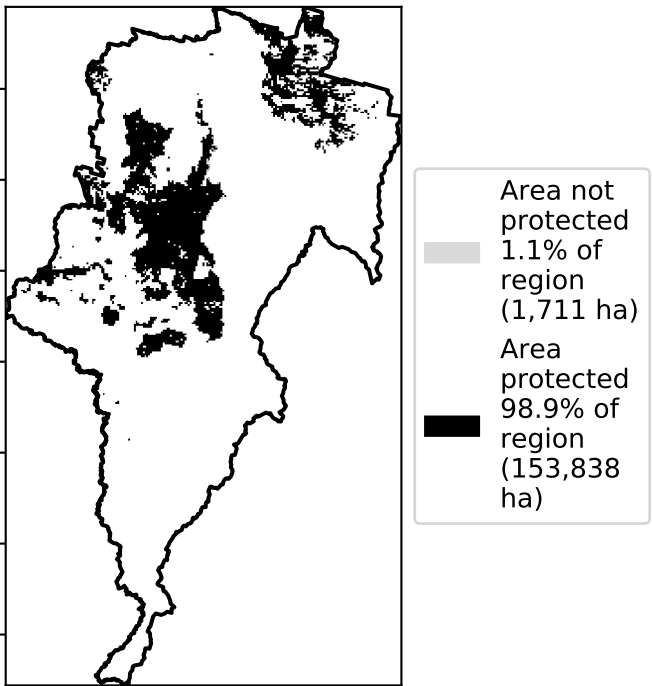 Area not
protected
1.1% of
region
(1,711 ha)
Area
protected
98.9% of
region
(153,838
ha)